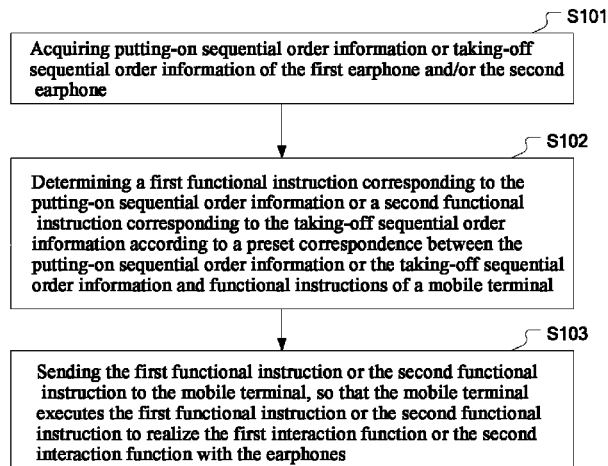 S101
Acquiring putting-on sequential order information or taking-off
sequential order information of the first earphone and/or the second
earphone
S102
Determining a first functional instruction corresponding to the
putting-on sequential order information or a second functional
instruction corresponding to the taking-off sequential order
information according to a preset correspondence between the
putting-on sequential order information or the taking-off sequential
order information and functional instructions of a mobile terminal
S103
Sending the first functional instruction or the second functional
instruction to the mobile terminal, so that the mobile terminal
executes the first functional instruction or the second functional
instruction to realize the first interaction function or the second
interaction function with the earphones